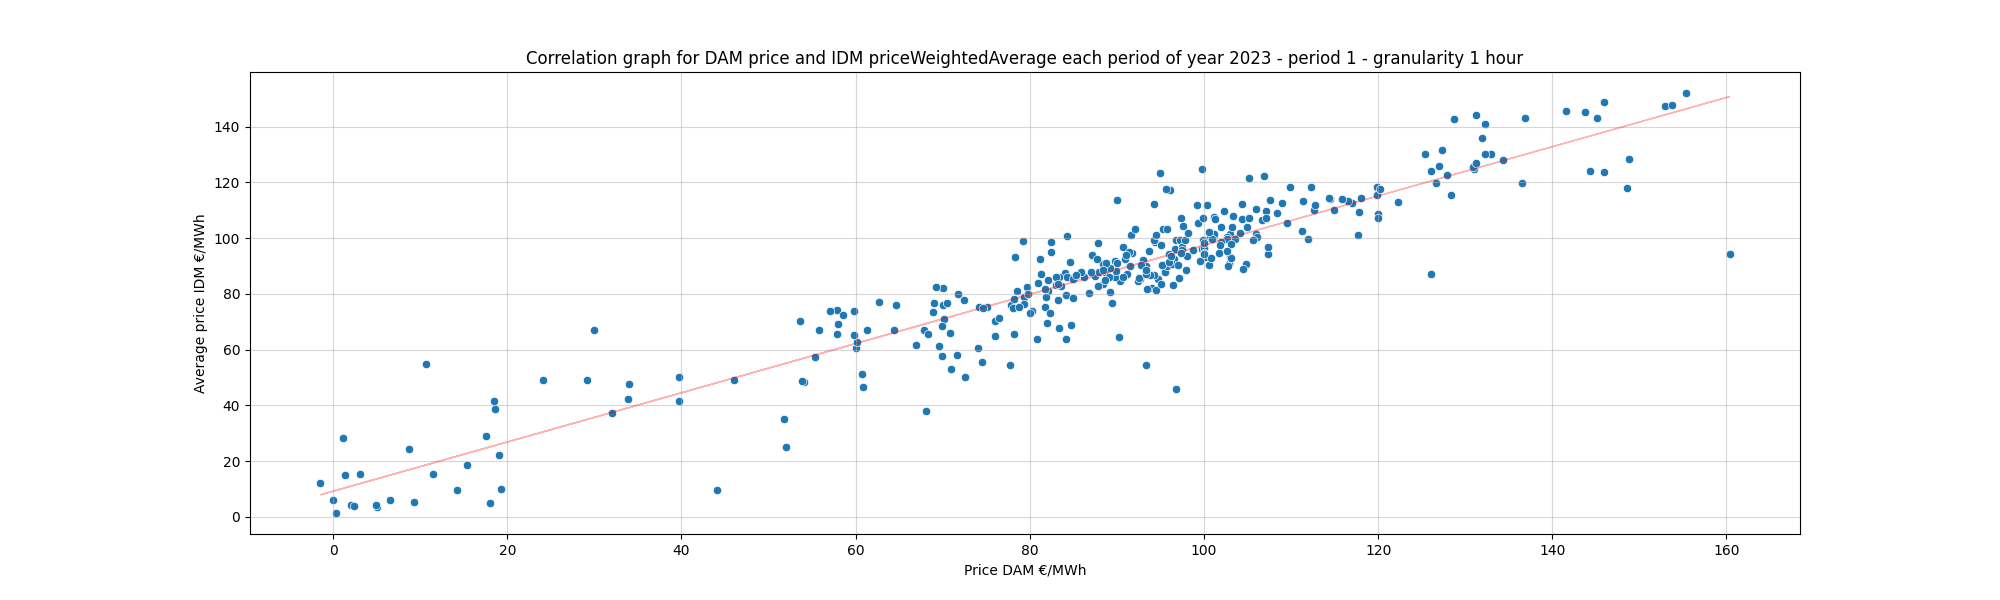 Correlation graph for DAM price and IDM priceWeightedAverage each period of year 2023 - period 1 - granularity 1 hour
Average price IDM €/MWh
140
120
100
80
60
40
20
0
0 20 40 60 80 100 120 140 160
Price DAM €/MWh